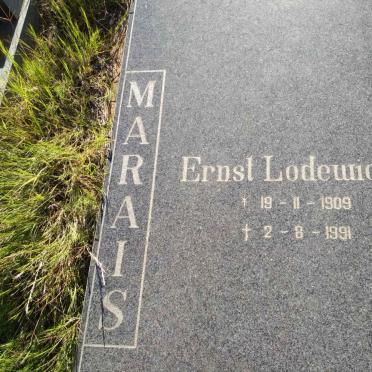 MARAIS
Ernst
* 19 - 11 - 1909
† 2 - 8 - 1991